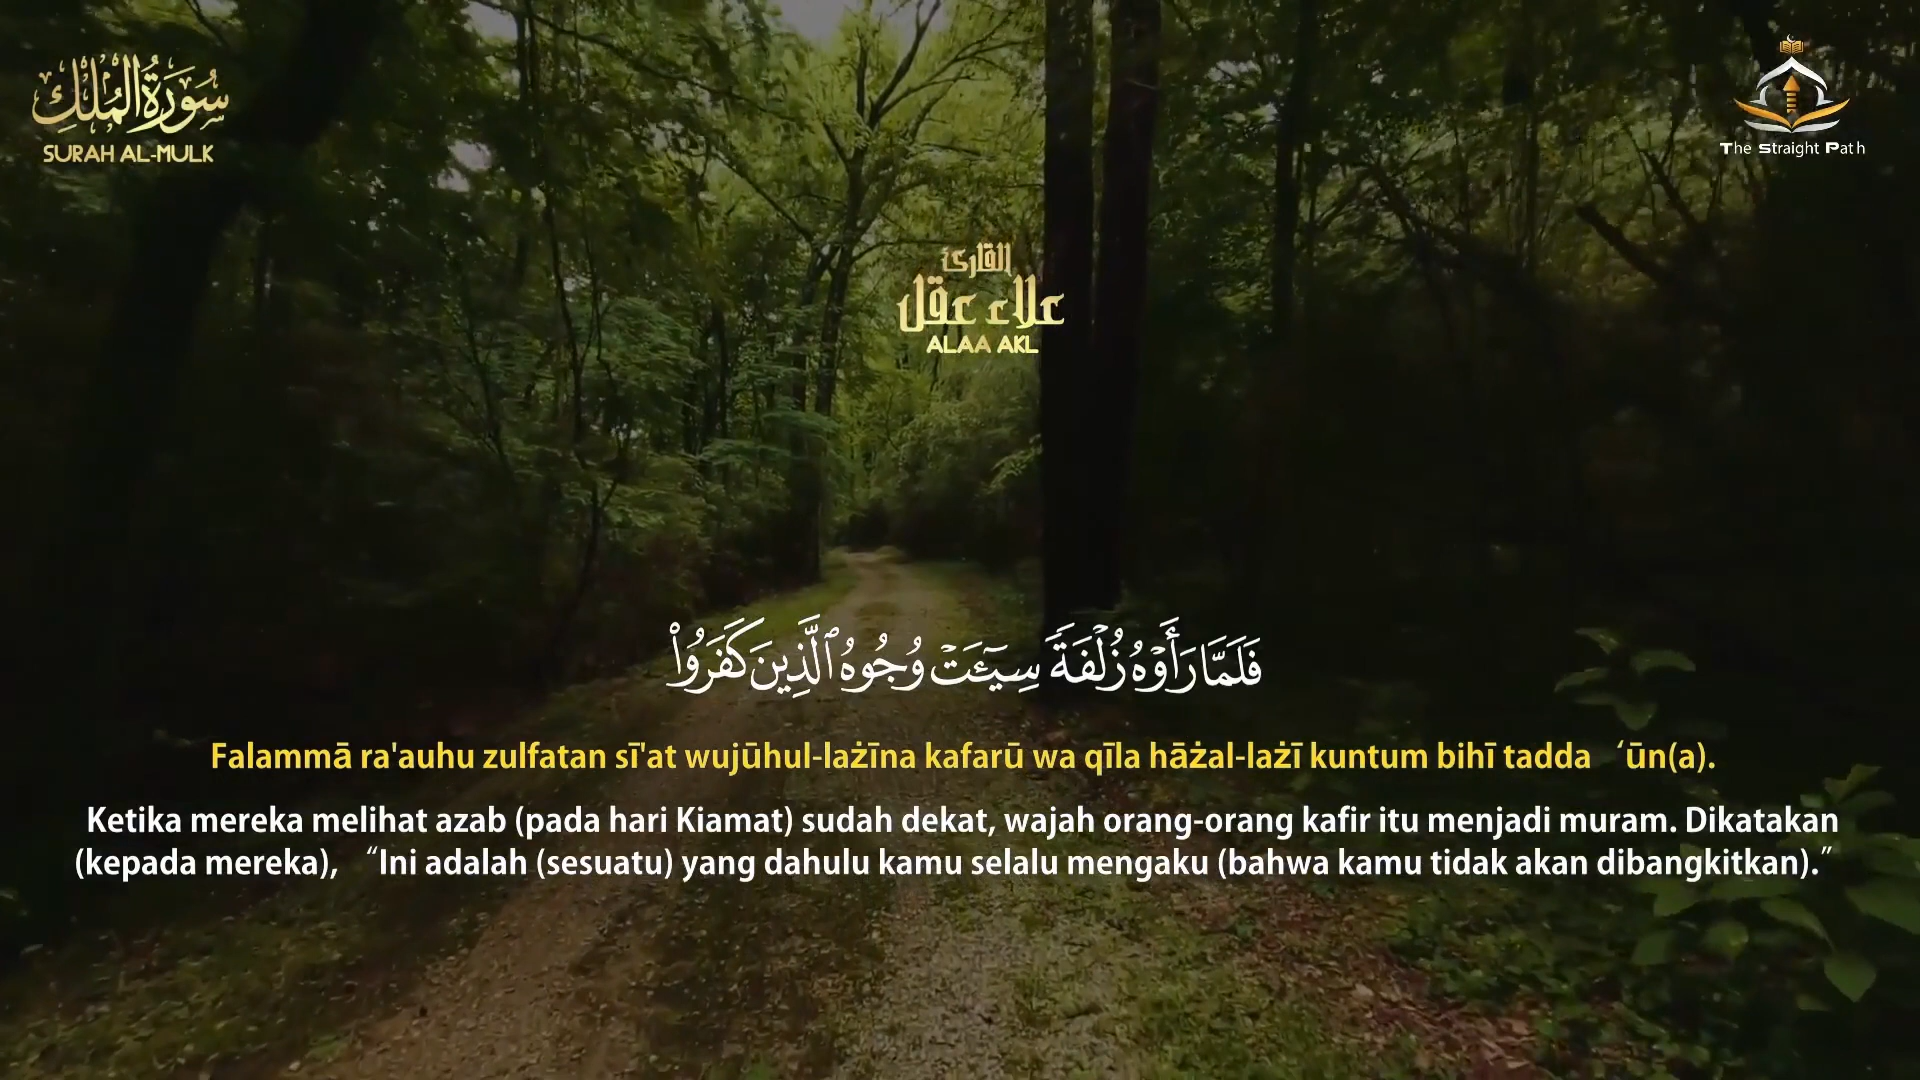 سُورَةُ الْمُلْكِ
SURAH AL-MULK
The Straight Path
القارئ
علاء عقل
ALAA AKL
فَلَمَّا رَأَوْهُ زُلْفَةً سِيٓـَٔتْ وُجُوهُ ٱلَّذِينَ كَفَرُوا۟
Falammā ra'auhu zulfatan sī'at wujūhul-lażīna kafarū wa qīla hāżal-lażī kuntum bihī tadda ‘ūn(a).
Ketika mereka melihat azab (pada hari Kiamat) sudah dekat, wajah orang-orang kafir itu menjadi muram. Dikatakan
(kepada mereka), “Ini adalah (sesuatu) yang dahulu kamu selalu mengaku (bahwa kamu tidak akan dibangkitkan).”